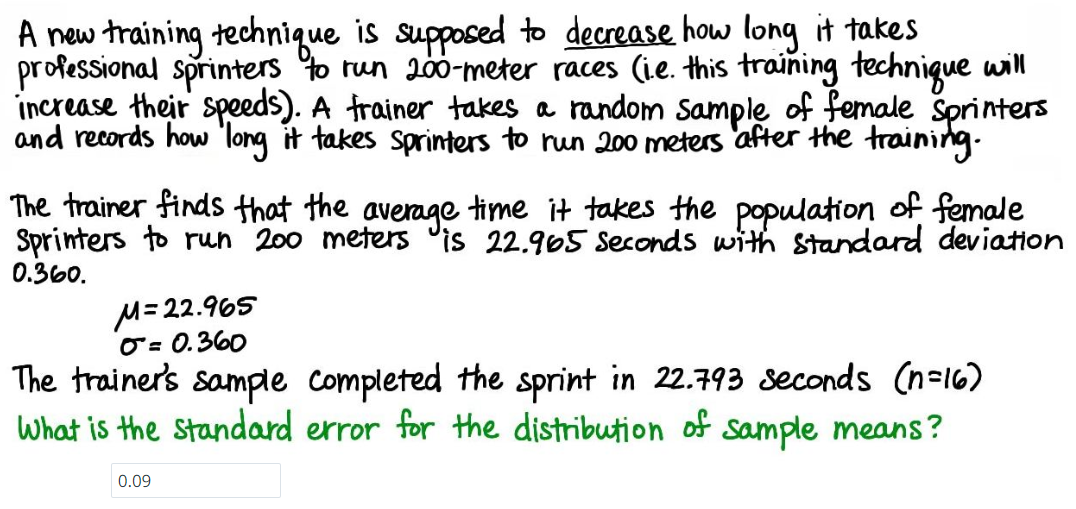 A new training technique is supposed to decrease how long it takes
professional sprinters to run 200-meter races (i.e. this training technique will
increase their speeds). A trainer takes a random sample of female sprinters
and records how long it takes sprinters to run 200 meters after the training.
The trainer finds that the average time it takes the population of female
Sprinters to run 200 meters is 22.965 seconds with standard deviation
0.360.
μ=22.965
σ = 0.360
The trainer's sample completed the sprint in 22.793 seconds (n=16)
What is the standard error for the distribution of sample means?
0.09